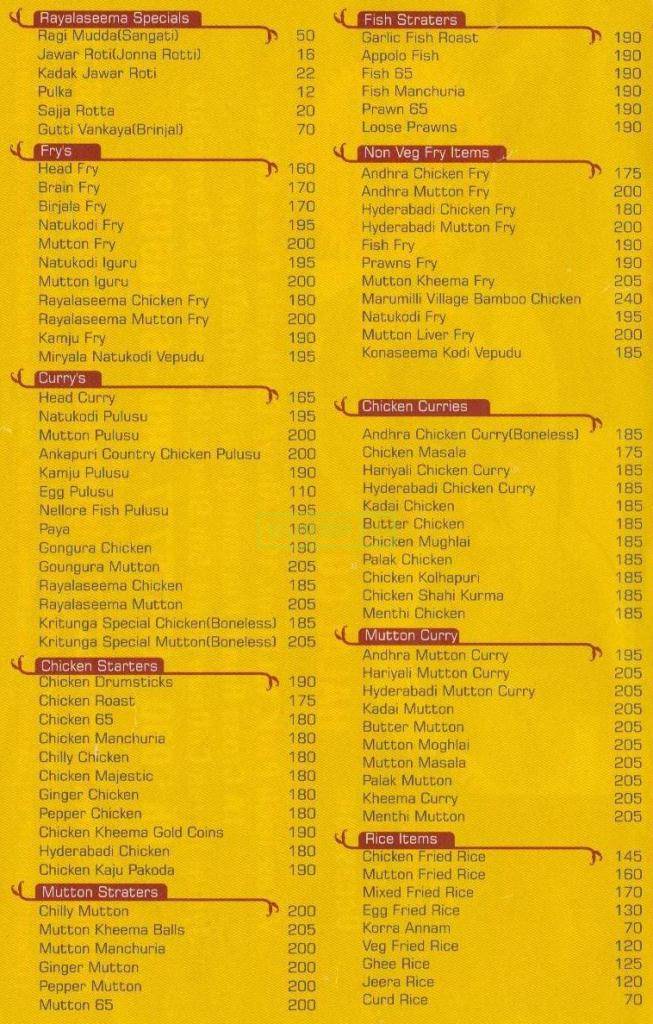 Rayalaseema Specials
Ragi Mudda(Sangati) 50
Jawar Roti(Jonna Rotti) 16
Kadak Jawar Roti 22
Pulka 12
Sajja Rotta 20
Gutti Vankaya(Brinjal) 70
Fry's
Head Fry 160
Brain Fry 170
Birjala Fry 170
Natukodi Fry 195
Mutton Fry 200
Natukodi Iguru 195
Mutton Iguru 200
Rayalaseema Chicken Fry 180
Rayalaseema Mutton Fry 200
Kamju Fry 190
Miryala Natukodi Vepudu 195
Curry's
Head Curry 165
Natukodi Pulusu 195
Mutton Pulusu 200
Ankapuri Country Chicken Pulusu 200
Kamju Pulusu 190
Egg Pulusu 110
Nellore Fish Pulusu 195
Paya 160
Gongura Chicken 190
Goungura Mutton 205
Rayalaseema Chicken 185
Rayalaseema Mutton 205
Kritunga Special Chicken(Boneless) 185
Kritunga Special Mutton(Boneless) 205
Chicken Starters
Chicken Drumsticks 190
Chicken Roast 175
Chicken 65 180
Chicken Manchuria 180
Chilly Chicken 180
Chicken Majestic 180
Ginger Chicken 180
Pepper Chicken 180
Chicken Kheema Gold Coins 190
Hyderabadi Chicken 180
Chicken Kaju Pakoda 190
Mutton Straters
Chilly Mutton 200
Mutton Kheema Balls 205
Mutton Manchuria 200
Ginger Mutton 200
Pepper Mutton 200
Mutton 65 200
Fish Straters
Garlic Fish Roast 190
Appolo Fish 190
Fish 65 190
Fish Manchuria 190
Prawn 65 190
Loose Prawns 190
Non Veg Fry Items
Andhra Chicken Fry 175
Andhra Mutton Fry 200
Hyderabadi Chicken Fry 180
Hyderabadi Mutton Fry 200
Fish Fry 190
Prawns Fry 190
Mutton Kheema Fry 205
Marumilli Village Bamboo Chicken 240
Natukodi Fry 195
Mutton Liver Fry 200
Konaseema Kodi Vepudu 185
Chicken Curries
Andhra Chicken Curry(Boneless) 185
Chicken Masala 175
Hariyali Chicken Curry 185
Hyderabadi Chicken Curry 185
Kadai Chicken 185
Butter Chicken 185
Chicken Mughlai 185
Palak Chicken 185
Chicken Kolhapuri 185
Chicken Shahi Kurma 185
Menthi Chicken 185
Mutton Curry
Andhra Mutton Curry 195
Hariyali Mutton Curry 205
Hyderabadi Mutton Curry 205
Kadai Mutton 205
Butter Mutton 205
Mutton Moghlai 205
Mutton Masala 205
Palak Mutton 205
Kheema Curry 205
Menthi Mutton 205
Rice Items
Chicken Fried Rice 145
Mutton Fried Rice 160
Mixed Fried Rice 170
Egg Fried Rice 130
Korra Annam 70
Veg Fried Rice 120
Ghee Rice 125
Jeera Rice 120
Curd Rice 70